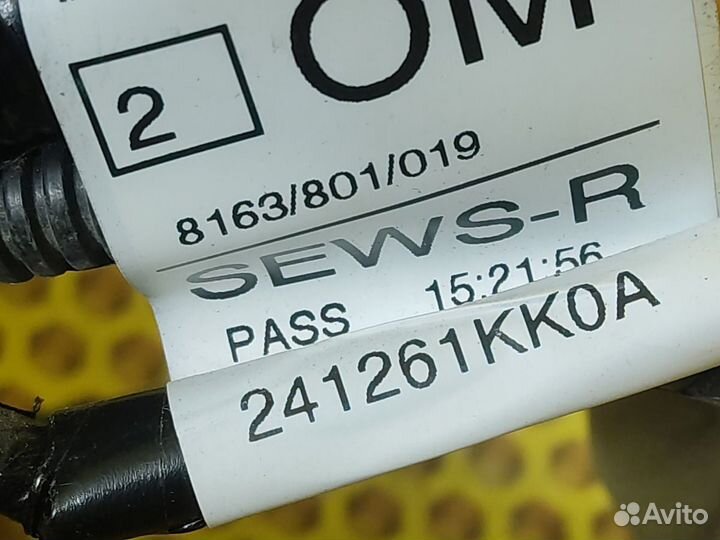 OM
2
8163/801/019
SEWS-R
PASS 15:21:56
241261KK0A
Avito